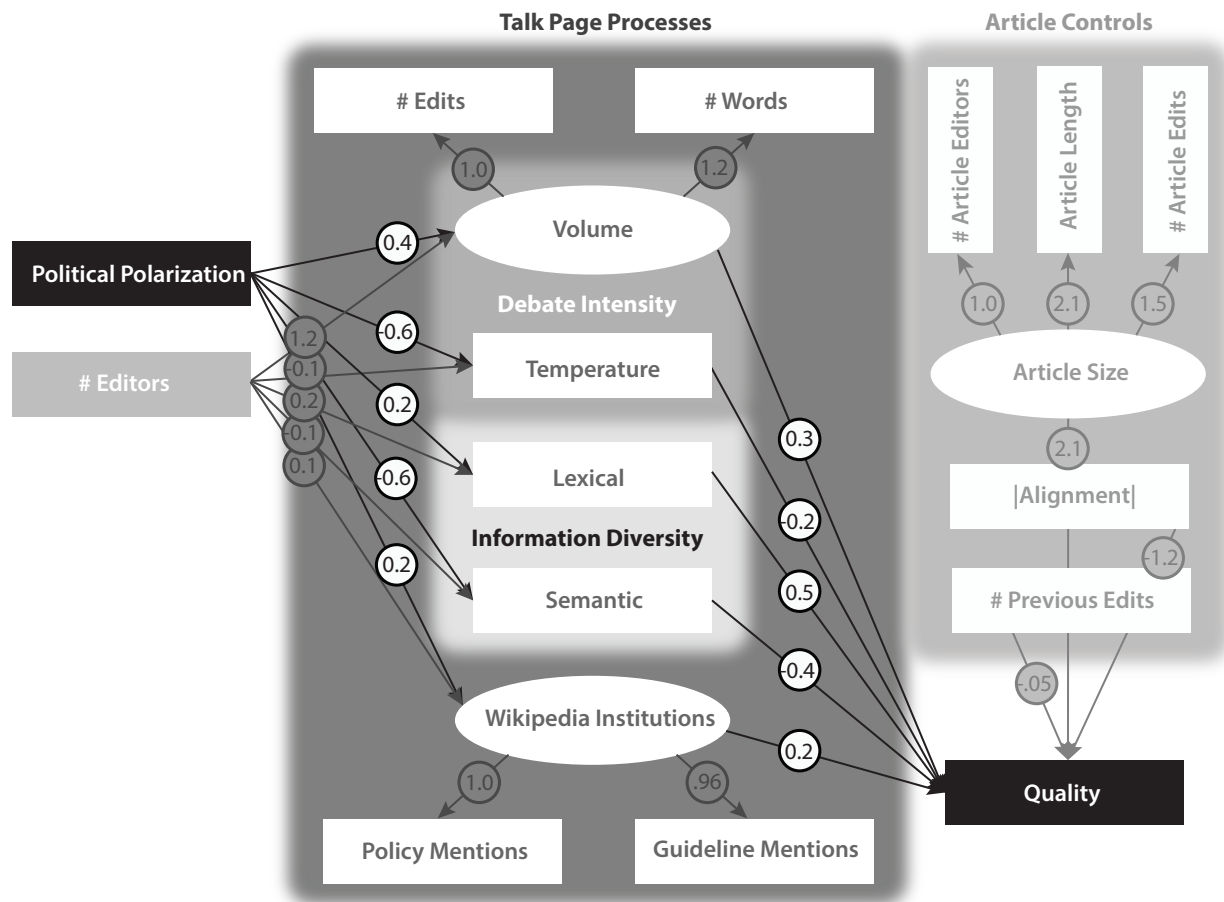 Talk Page Processes
Article Controls
# Edits
# Words
# Article Editors
Article Length
# Article Edits
1.0
1.2
Volume
0.4
Political Polarization
Debate Intensity
1.0
2.1
1.5
-0.6
1.2
Temperature
-0.1
Article Size
# Editors
0.2
0.2
-0.1
0.3
2.1
0.1
Lexical
-0.6
|Alignment|
-0.2
Information Diversity
0.2
-1.2
0.5
Semantic
# Previous Edits
-0.4
-.05
Wikipedia Institutions
0.2
1.0
.96
Quality
Policy Mentions
Guideline Mentions